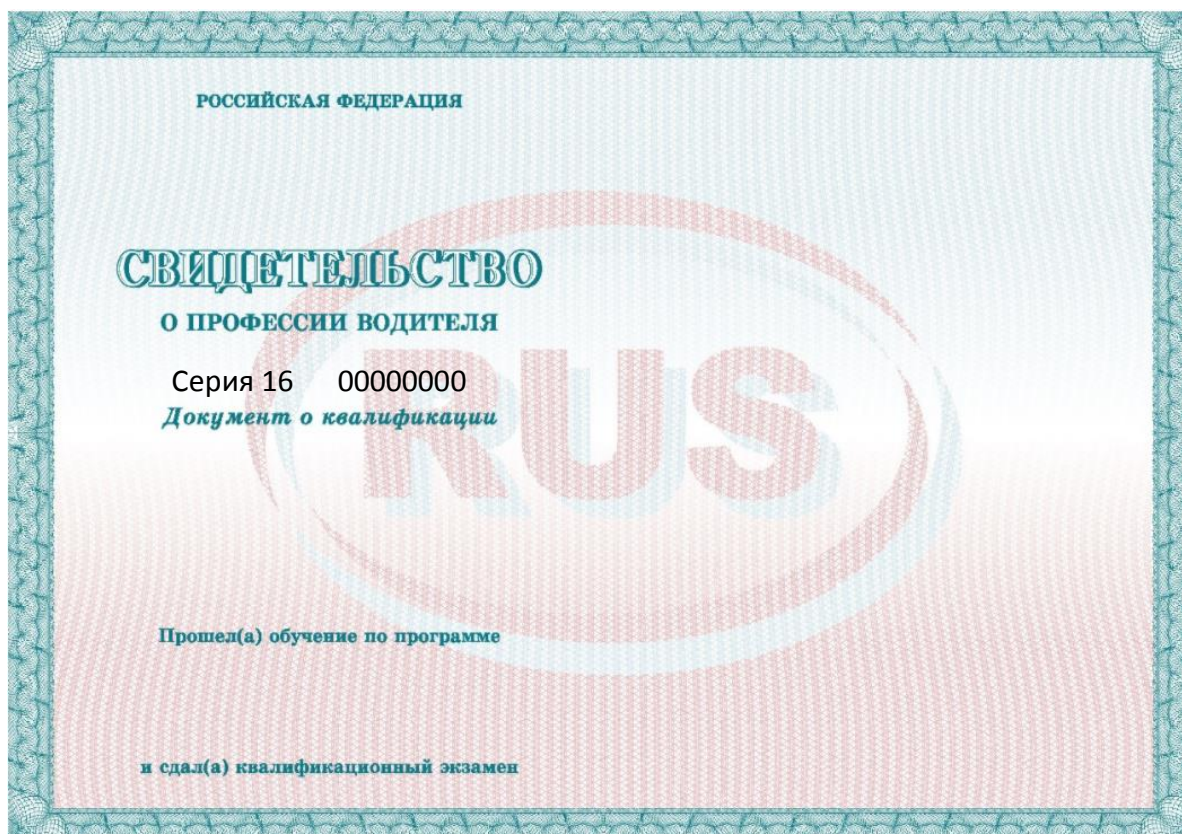 РОССИЙСКАЯ ФЕДЕРАЦИЯ
СВИДЕТЕЛЬСТВО
О ПРОФЕССИИ ВОДИТЕЛЯ
Серия 16 00000000
Документ о квалификации
RUS
Прошел(а) обучение по программе
и сдал(а) квалификационный экзамен